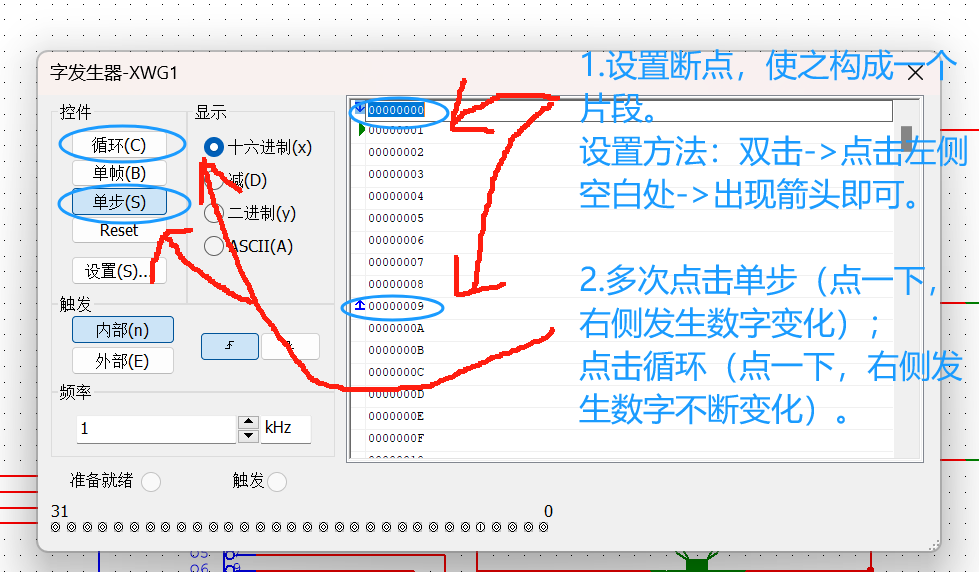 字发生器-XWG1
1.设置断点，使之构成一个
片段。
设置方法：双击->点击左侧
空白处->出现箭头即可。
2.多次点击单步（点一下，
右侧发生数字变化）；
点击循环（点一下，右侧发
生数字不断变化）。
控件
循环(C)
单帧(B)
单步(S)
Reset
设置(S)...
显示
十六进制(x)
减(D)
二进制(y)
ASCII(A)
触发
内部(n)
外部(E)
频率
1
kHz
00000000
00000001
00000002
00000003
00000004
00000005
00000006
00000007
00000008
00000009
0000000A
0000000B
0000000C
0000000D
0000000E
0000000F
准备就绪
触发
31
0